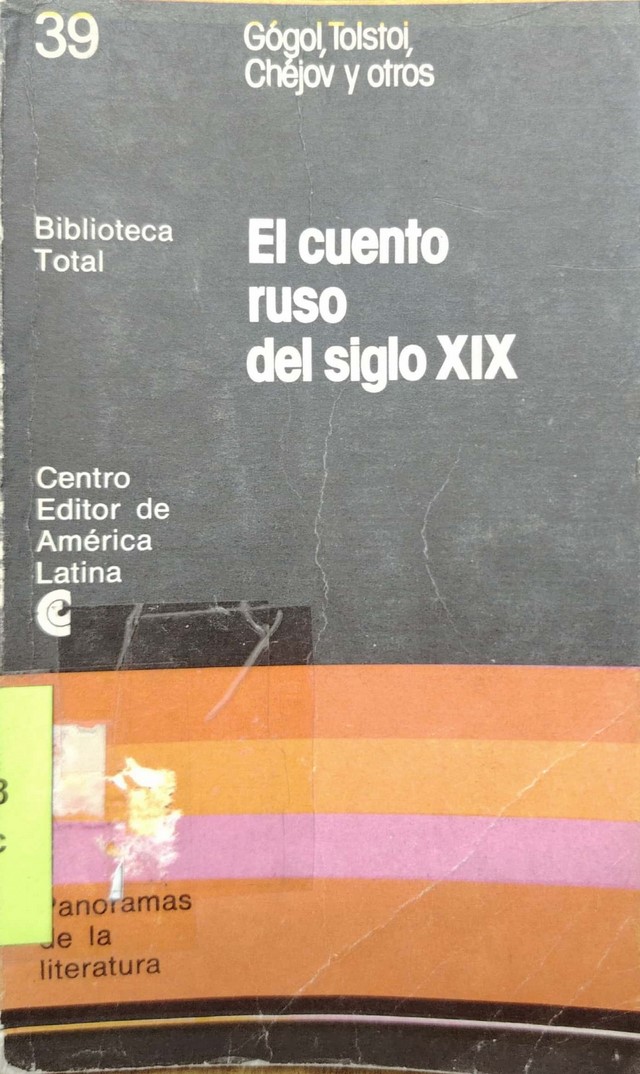 39
Gógol, Tolstoi,
Chéjov y otros
Biblioteca
Total
El cuento
ruso
del siglo XIX
Centro
Editor de
América
Latina
Panoramas
de la
literatura